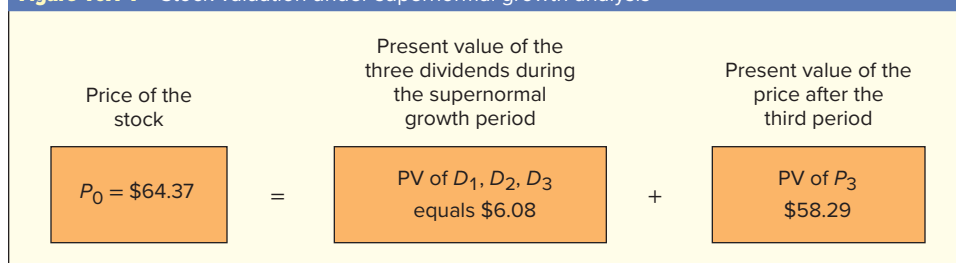 Price of the
stock
Present value of the
three dividends during
the supernormal
growth period
Present value of the
price after the
third period
P0 = $64.37
=
PV of D1, D2, D3
equals $6.08
+
PV of P3
$58.29